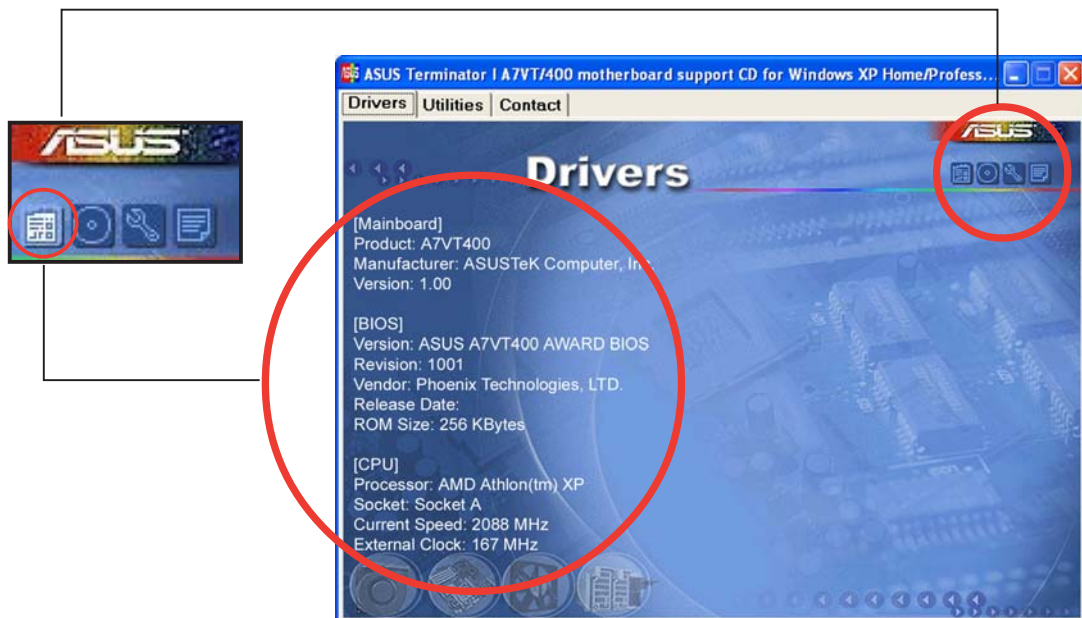 ASUS Terminator I A7VT/400 motherboard support CD for Windows XP Home/Profess...
Drivers Utilities Contact
ASUS
ASUS
Drivers
[Mainboard]
Product: A7VT400
Manufacturer: ASUSTeK Computer, Inc.
Version: 1.00
[BIOS]
Version: ASUS A7VT400 AWARD BIOS
Revision: 1001
Vendor: Phoenix Technologies, LTD.
Release Date:
ROM Size: 256 KBytes
[CPU]
Processor: AMD Athlon(tm) XP
Socket: Socket A
Current Speed: 2088 MHz
External Clock: 167 MHz